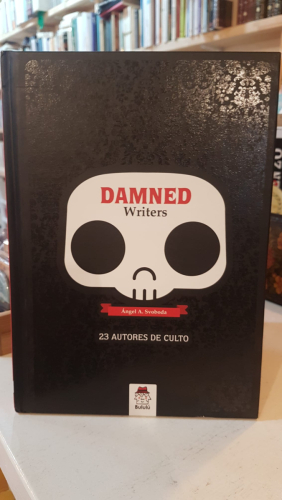 DAMNED
Writers
Ángel A. Svoboda
23 AUTORES DE CULTO
Bululú